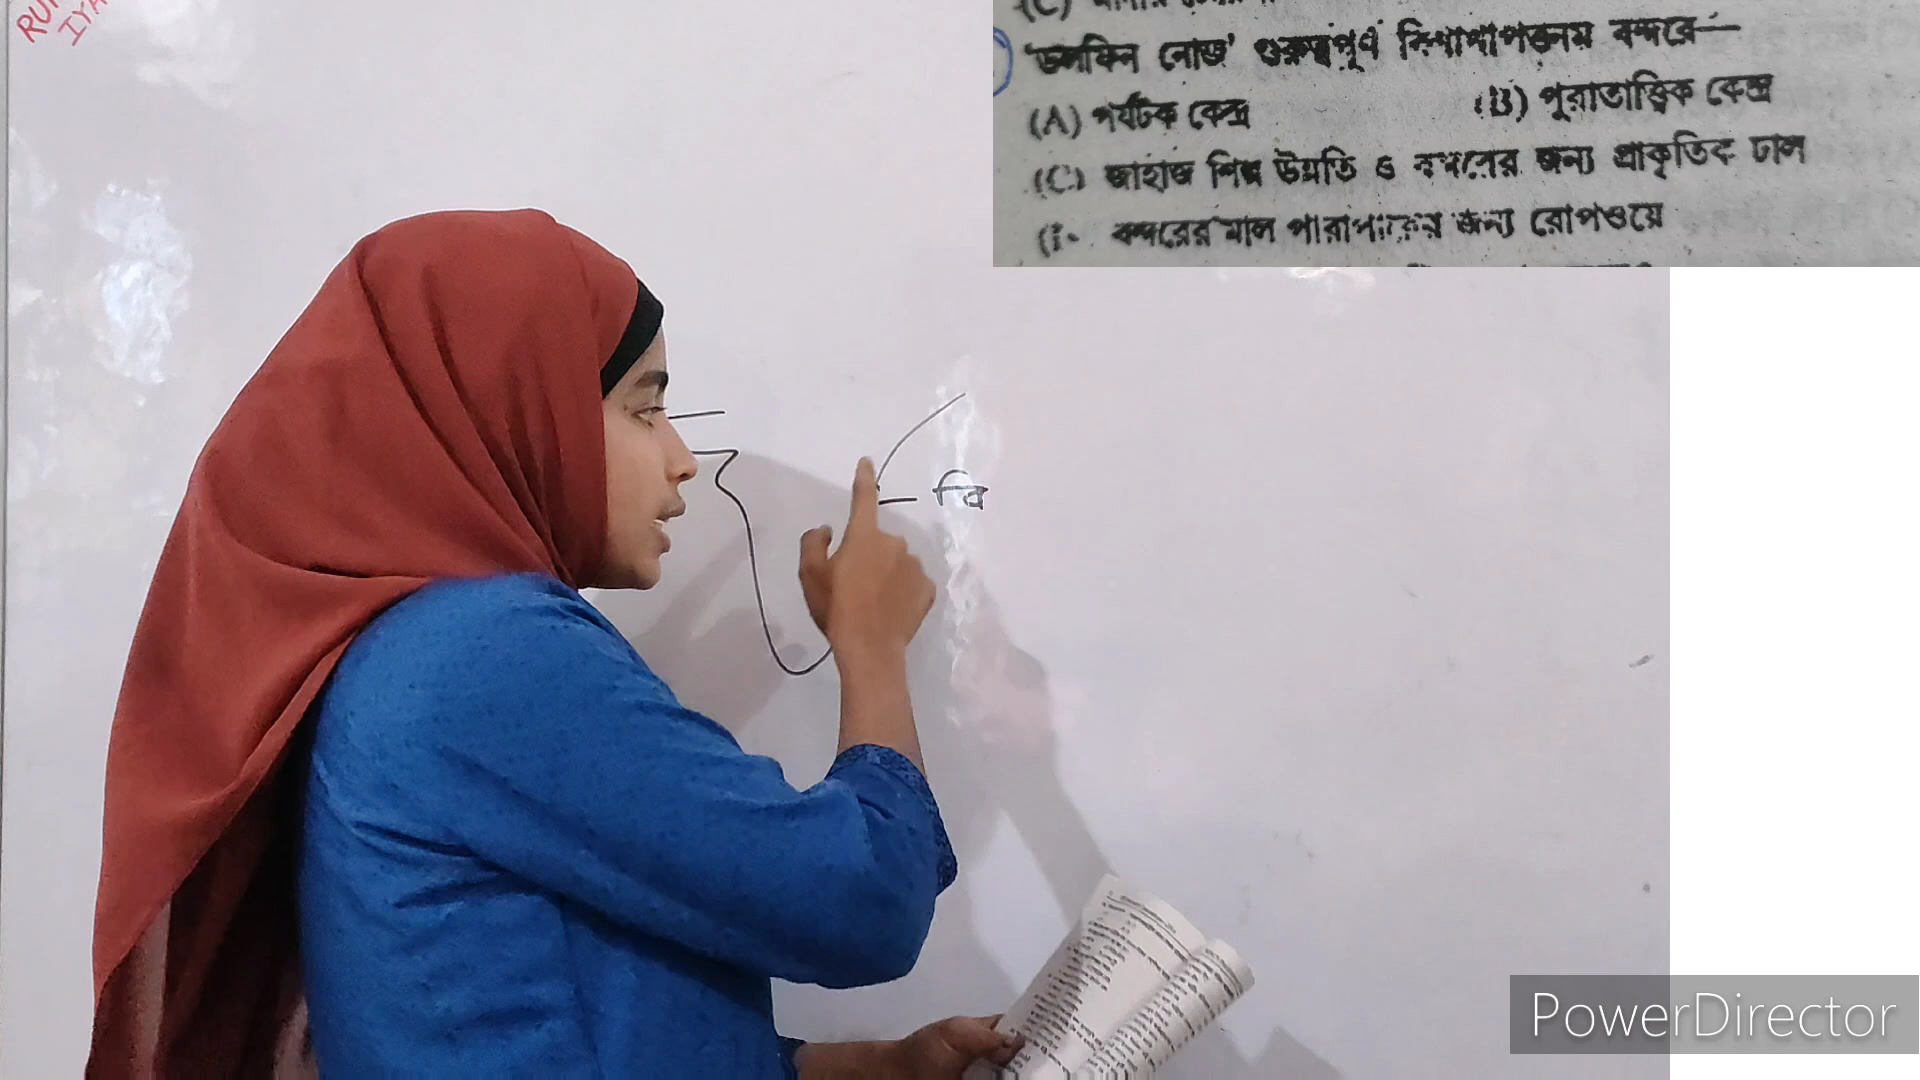 'ডলফিন নোজ' গুরুত্বপূর্ণ বিশাখাপত্তনম বন্দরে—
(A) পর্যটক কেন্দ্র
(B) পুরাতাত্ত্বিক কেন্দ্র
(C) জাহাজ শিল্প উন্নতি ও বন্দরের জন্য প্রাকৃতিক ঢাল
বন্দরের মাল পারাপারের জন্য রোপওয়ে
বি
PowerDirector